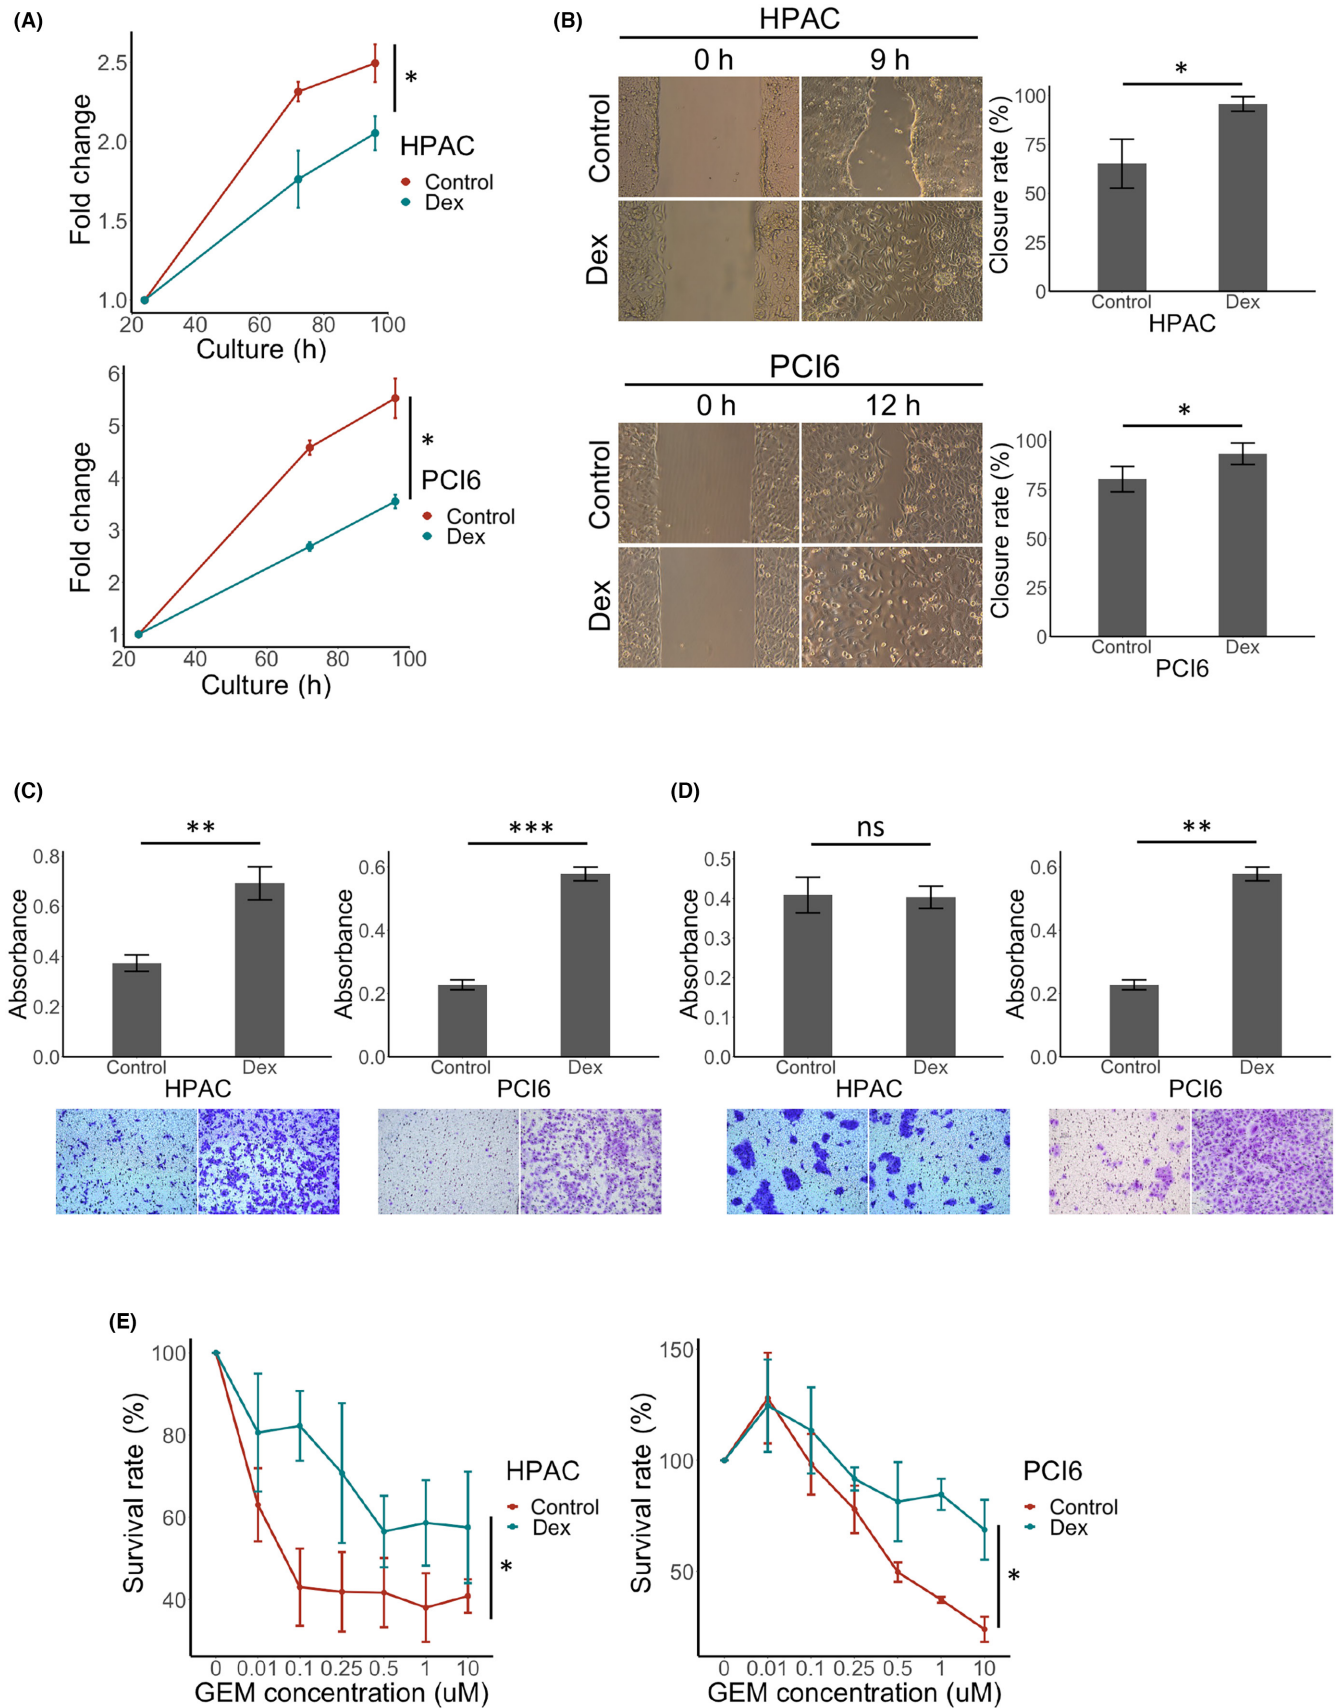 (A)
2.5
2.0
1.5
1.0
Fold change
20 40 60 80 100
Culture (h)
*
HPAC
Control
Dex
6
5
4
3
2
1
Fold change
20 40 60 80 100
Culture (h)
*
PCI6
Control
Dex
(B)
HPAC
0 h 9 h
Control
Dex
*
100
75
50
25
0
Closure rate (%)
Control Dex
HPAC
PCI6
0 h 12 h
Control
Dex
*
100
75
50
25
0
Closure rate (%)
Control Dex
PCI6
(C)
**
0.8
0.6
0.4
0.2
0.0
Absorbance
Control Dex
HPAC
***
0.6
0.4
0.2
0.0
Absorbance
Control Dex
PCI6
(D)
ns
0.5
0.4
0.3
0.2
0.1
0.0
Absorbance
Control Dex
HPAC
**
0.6
0.4
0.2
0.0
Absorbance
Control Dex
PCI6
(E)
100
80
60
40
Survival rate (%)
0 0.01 0.1 0.25 0.5 1 10
GEM concentration (uM)
HPAC
Control
Dex
*
150
100
50
Survival rate (%)
0 0.01 0.1 0.25 0.5 1 10
GEM concentration (uM)
PCI6
Control
Dex
*